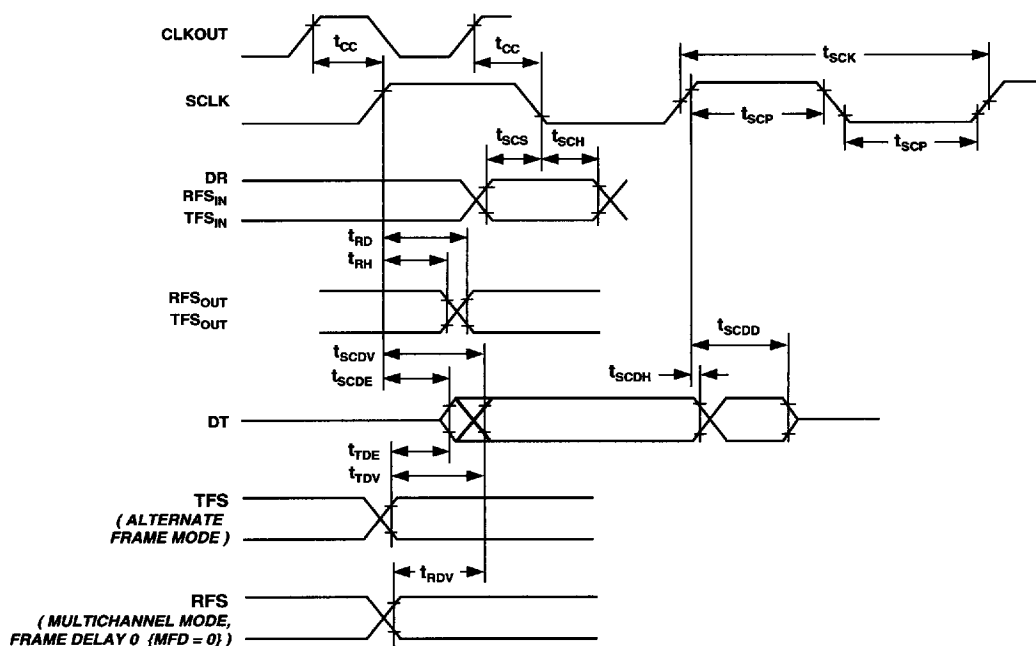 CLKOUT
tCC
tCC
tSCK
SCLK
tSCP
tSCP
tSCS
tSCH
DR
RFSIN
TFSIN
tRD
tRH
RFSOUT
TFSOUT
tSCDD
tSCDV
tSCDH
tSCDE
DT
tTDE
tTDV
TFS
( ALTERNATE
FRAME MODE )
tRDV
RFS
( MULTICHANNEL MODE,
FRAME DELAY 0 {MFD = 0} )